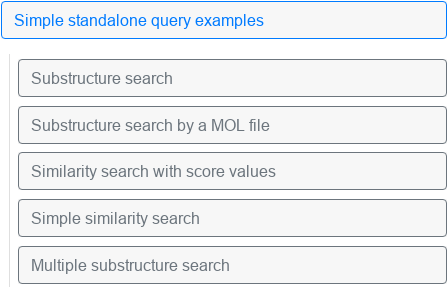 Simple standalone query examples
Substructure search
Substructure search by a MOL file
Similarity search with score values
Simple similarity search
Multiple substructure search